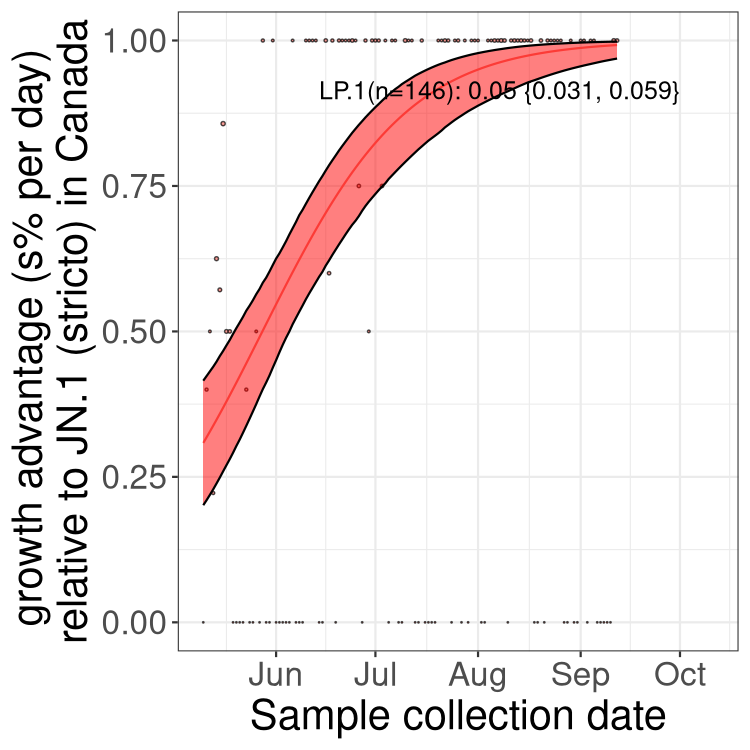 growth advantage (s% per day)
relative to JN.1 (stricto) in Canada
1.00
0.75
0.50
0.25
0.00
LP.1(n=146): 0.05 {0.031, 0.059}
Jun Jul Aug Sep Oct
Sample collection date